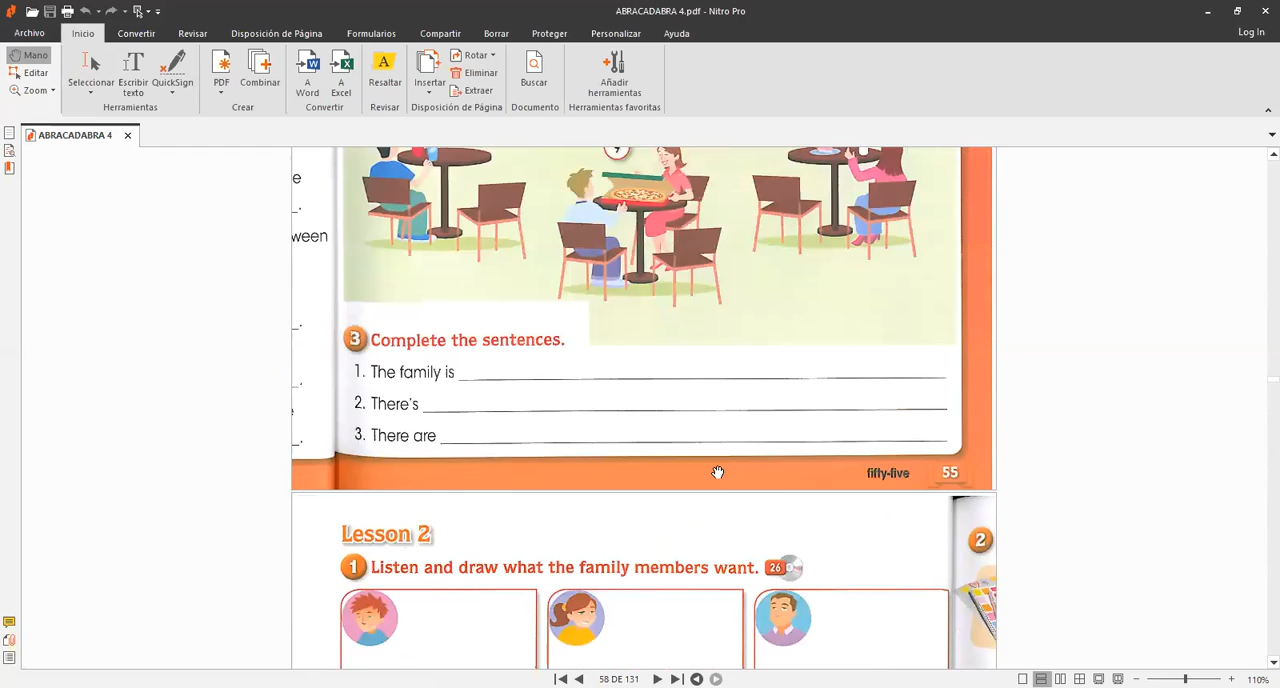 ABRACADABRA 4.pdf - Nitro Pro
Archivo Inicio Convertir Revisar Disposición de Página Formularios Compartir Borrar Proteger Personalizar Ayuda Log In
Mano
Editar
Zoom
Seleccionar
Escribir texto
QuickSign
Herramientas
PDF
Combinar
Crear
A Word
A Excel
Convertir
Resaltar
Revisar
Insertar
Rotar
Eliminar
Extraer
Disposición de Página
Buscar
Documento
Añadir herramientas
Herramientas favoritas
ABRACADABRA 4
e
ween
3 Complete the sentences.
1. The family is
2. There's
3. There are
fifty-five 55
Lesson 2
1 Listen and draw what the family members want. 26
2
58 DE 131
110%